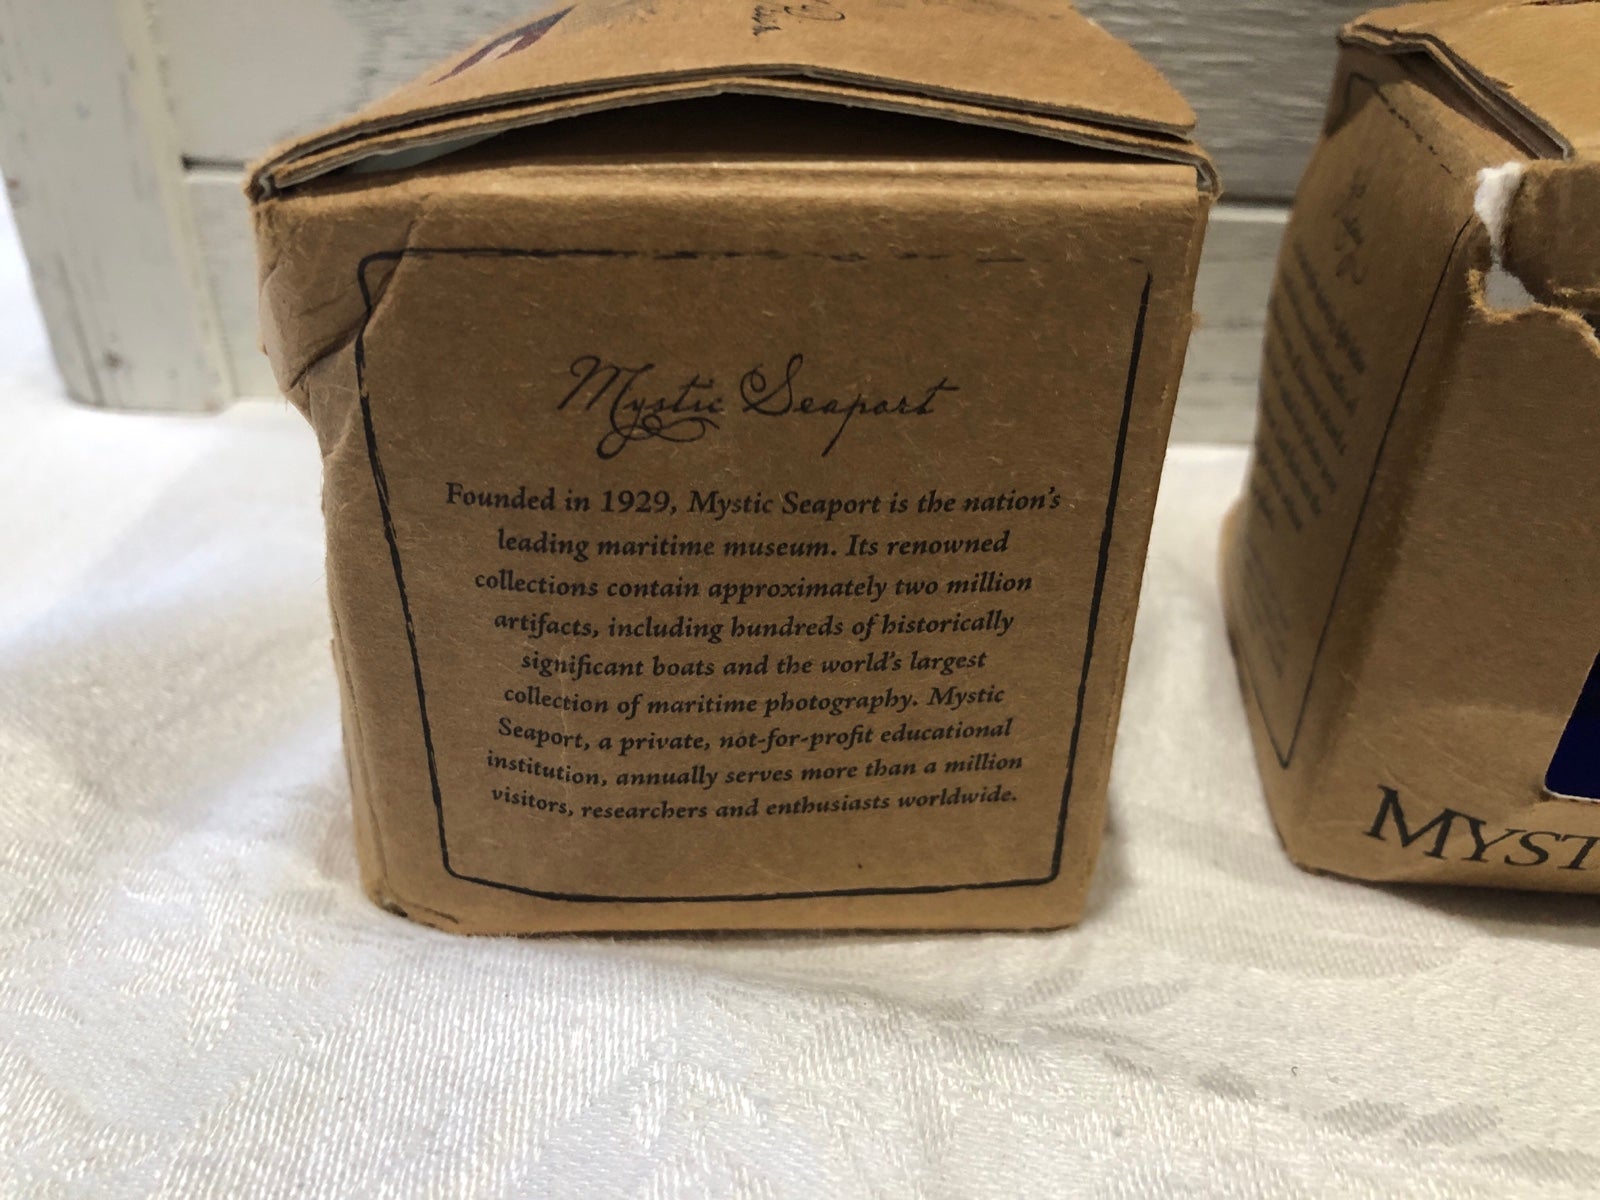 Mystic Seaport
Founded in 1929, Mystic Seaport is the nation's
leading maritime museum. Its renowned
collections contain approximately two million
artifacts, including hundreds of historically
significant boats and the world's largest
collection of maritime photography. Mystic
Seaport, a private, not-for-profit educational
institution, annually serves more than a million
visitors, researchers and enthusiasts worldwide.
MYST